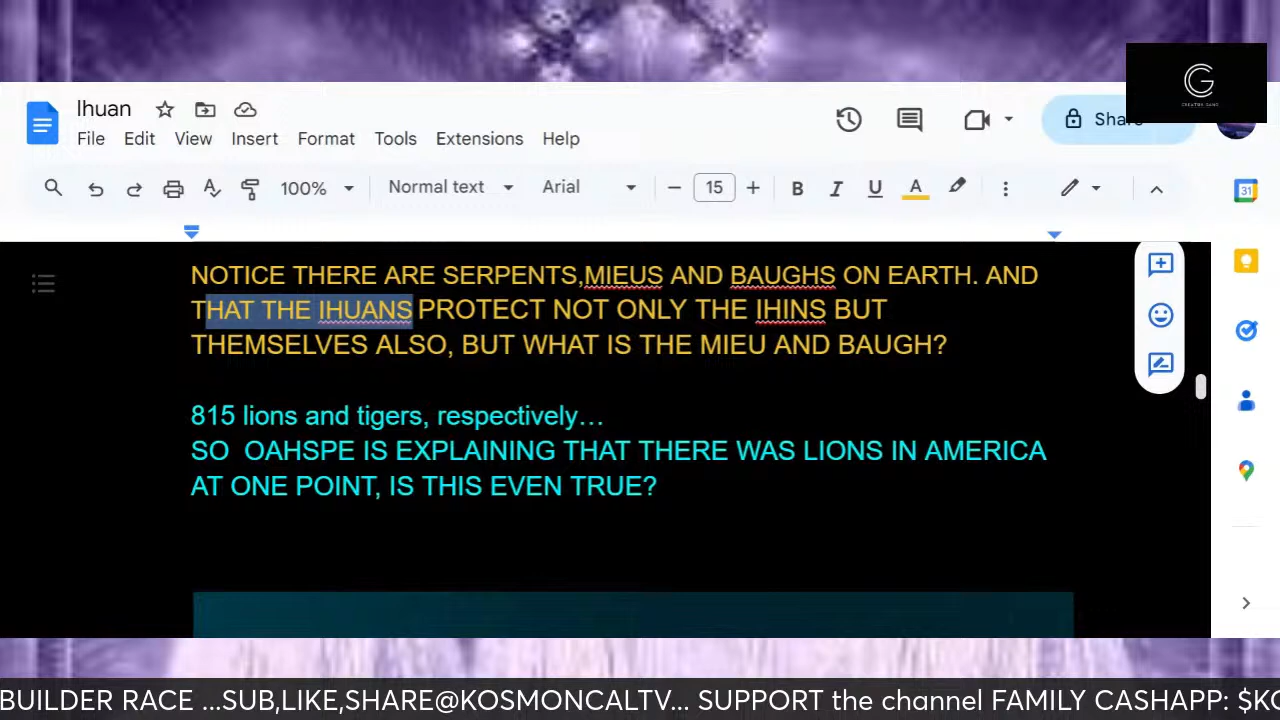 Ihuan
Share
File Edit View Insert Format Tools Extensions Help
100% Normal text Arial 15 B I U A
31
NOTICE THERE ARE SERPENTS,MIEUS AND BAUGHS ON EARTH. AND
THAT THE IHUANS PROTECT NOT ONLY THE IHINS BUT
THEMSELVES ALSO, BUT WHAT IS THE MIEU AND BAUGH?
815 lions and tigers, respectively…
SO OAHSPE IS EXPLAINING THAT THERE WAS LIONS IN AMERICA
AT ONE POINT, IS THIS EVEN TRUE?
BUILDER RACE ...SUB,LIKE,SHARE@KOSMONCALTV... SUPPORT the channel FAMILY CASHAPP: $KO